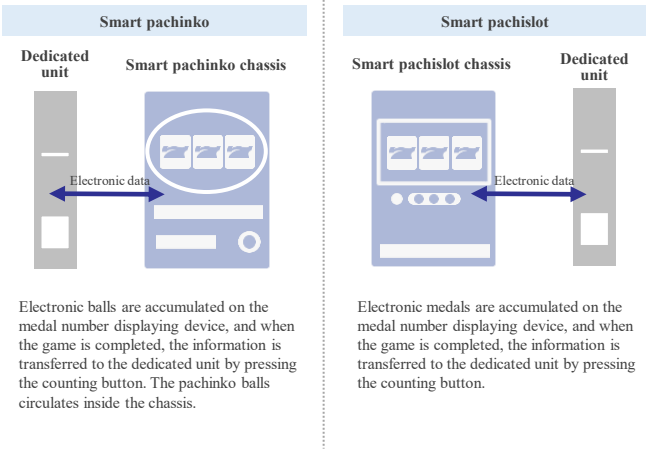 Smart pachinko
Dedicated
unit
Smart pachinko chassis
Electronic data
Electronic balls are accumulated on the
medal number displaying device, and when
the game is completed, the information is
transferred to the dedicated unit by pressing
the counting button. The pachinko balls
circulates inside the chassis.
Smart pachislot
Smart pachislot chassis
Dedicated
unit
Electronic data
Electronic medals are accumulated on the
medal number displaying device, and when
the game is completed, the information is
transferred to the dedicated unit by pressing
the counting button.